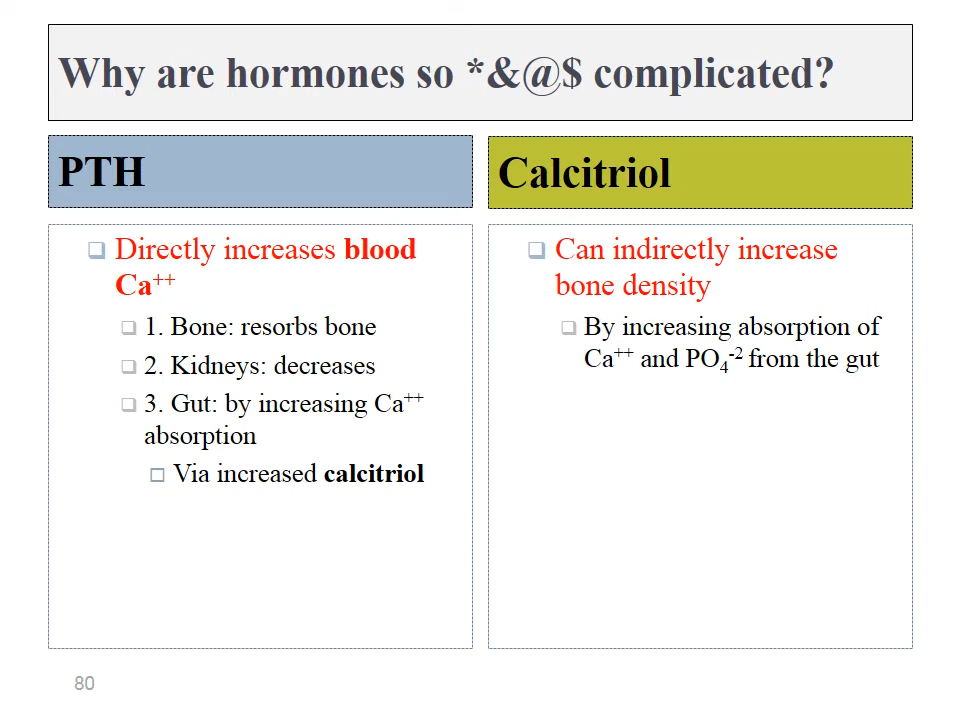 Why are hormones so *&@$ complicated?
PTH
Directly increases blood
Ca⁺⁺
1. Bone: resorbs bone
2. Kidneys: decreases
3. Gut: by increasing Ca⁺⁺
absorption
Via increased calcitriol
Calcitriol
Can indirectly increase
bone density
By increasing absorption of
Ca⁺⁺ and PO₄⁻² from the gut
80